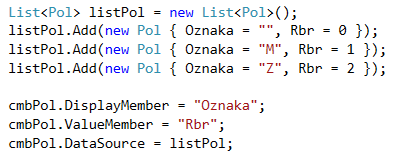 List<Pol> listPol = new List<Pol>();
listPol.Add(new Pol { Oznaka = "", Rbr = 0 });
listPol.Add(new Pol { Oznaka = "M", Rbr = 1 });
listPol.Add(new Pol { Oznaka = "Z", Rbr = 2 });
cmbPol.DisplayMember = "Oznaka";
cmbPol.ValueMember = "Rbr";
cmbPol.DataSource = listPol;